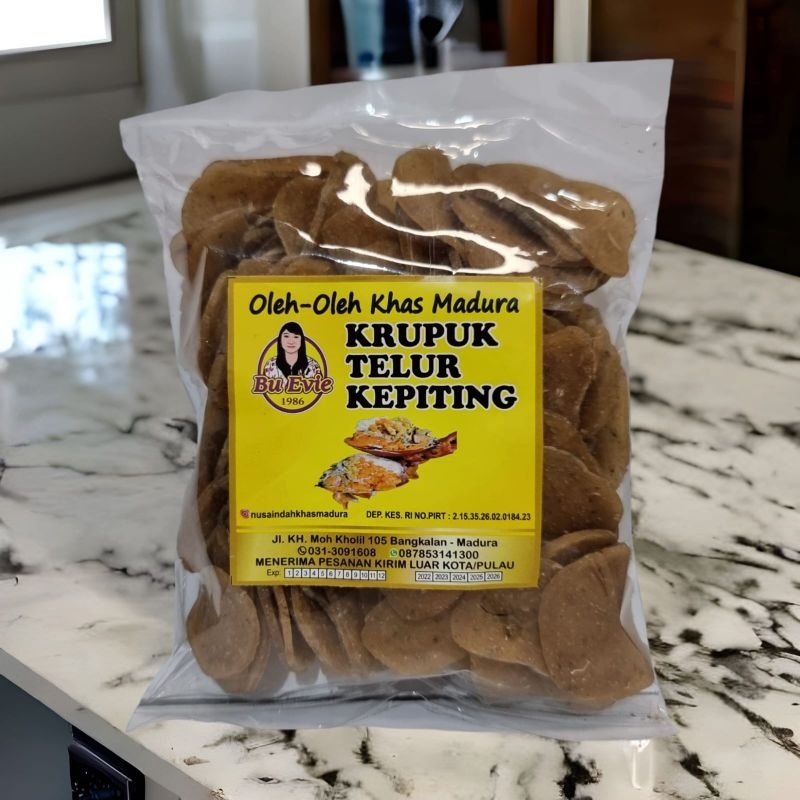 Oleh-Oleh Khas Madura
KRUPUK
TELUR
KEPITING
Bu Evie
1986
nusaindahkhasmadura
DEP. KES. RI NO.PIRT : 2.15.35.26.02.0184.23
Jl. KH. Moh Kholil 105 Bangkalan - Madura
031-3091608 087853141300
MENERIMA PESANAN KIRIM LUAR KOTA/PULAU
Exp: 1 2 3 4 5 6 7 8 9 10 11 12 2022 2023 2024 2025 2026